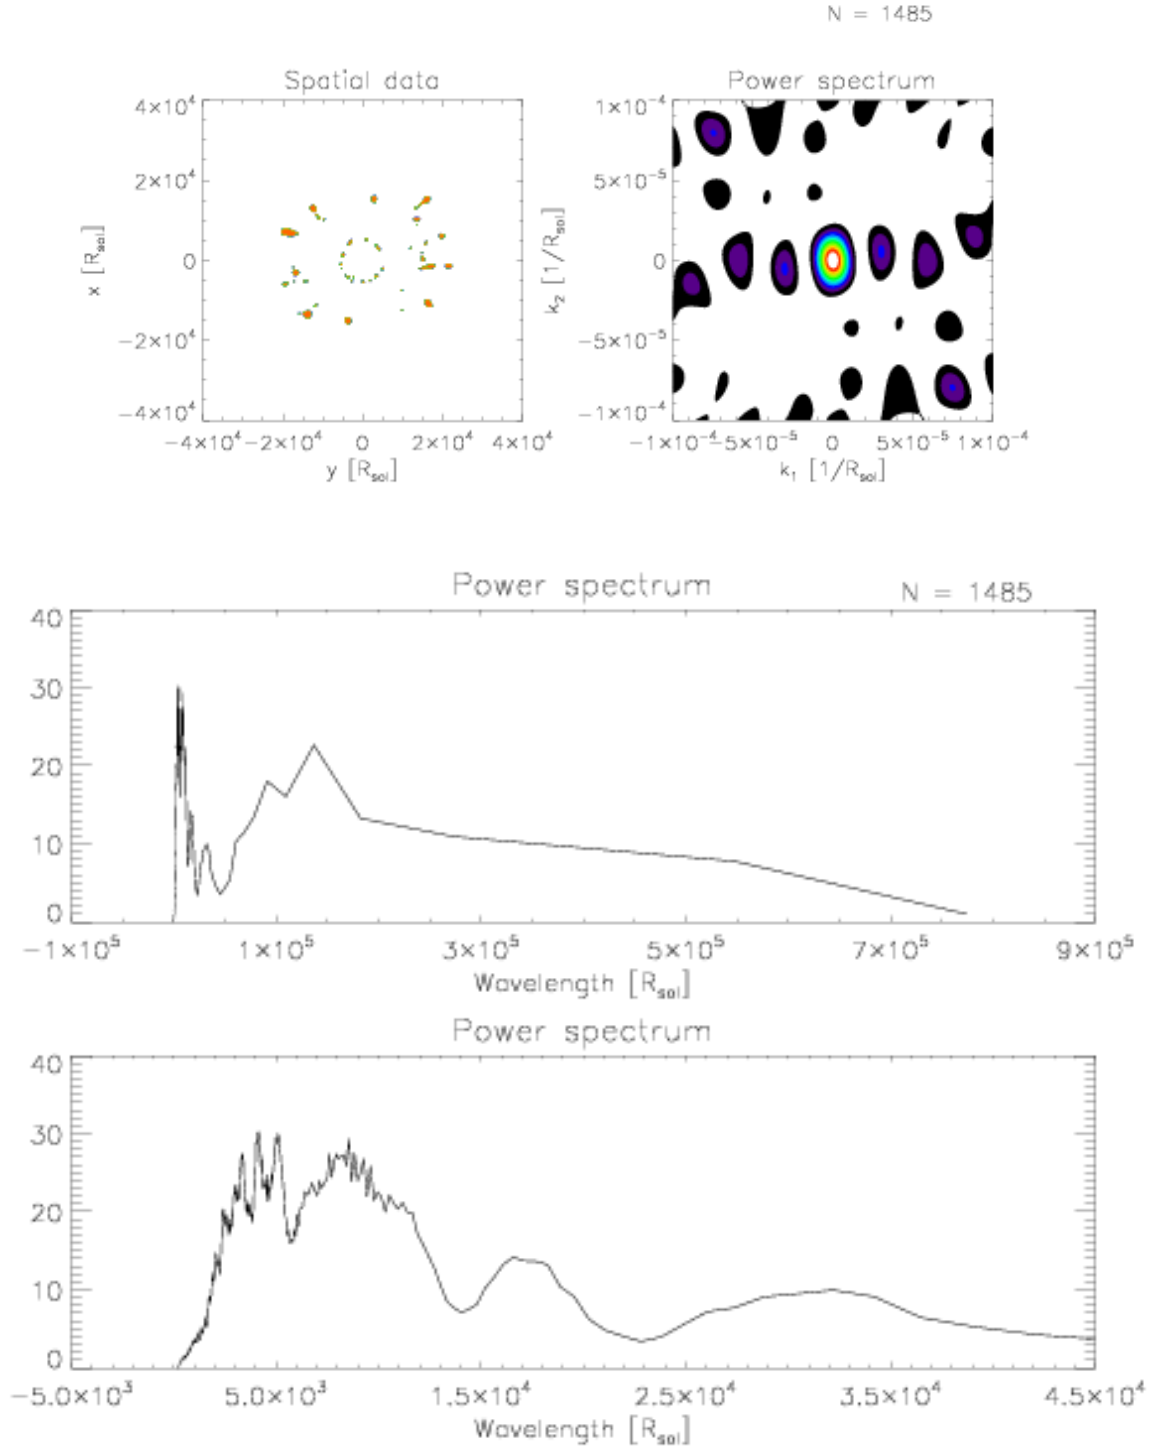 N = 1485
Spatial data
Power spectrum
4×10⁴
2×10⁴
0
−2×10⁴
−4×10⁴
x [R_sol]
−4×10⁴ −2×10⁴ 0 2×10⁴ 4×10⁴
y [R_sol]
1×10⁻⁴
5×10⁻⁵
0
−5×10⁻⁵
−1×10⁻⁴
k₂ [1/R_sol]
−1×10⁻⁴ −5×10⁻⁵ 0 5×10⁻⁵ 1×10⁻⁴
k₁ [1/R_sol]
Power spectrum
N = 1485
40
30
20
10
0
−1×10⁵ 1×10⁵ 3×10⁵ 5×10⁵ 7×10⁵ 9×10⁵
Wavelength [R_sol]
Power spectrum
40
30
20
10
0
−5.0×10³ 5.0×10³ 1.5×10⁴ 2.5×10⁴ 3.5×10⁴ 4.5×10⁴
Wavelength [R_sol]